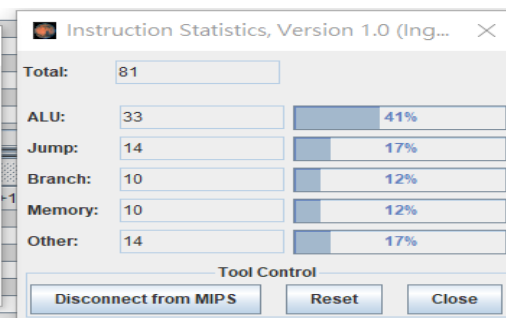 Instruction Statistics, Version 1.0 (Ing...
Total: 81
ALU: 33 41%
Jump: 14 17%
Branch: 10 12%
Memory: 10 12%
Other: 14 17%
Tool Control
Disconnect from MIPS Reset Close